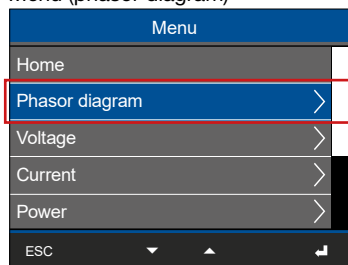 Menu (phasor diagram)
Menu
Home
Phasor diagram
Voltage
Current
Power
ESC